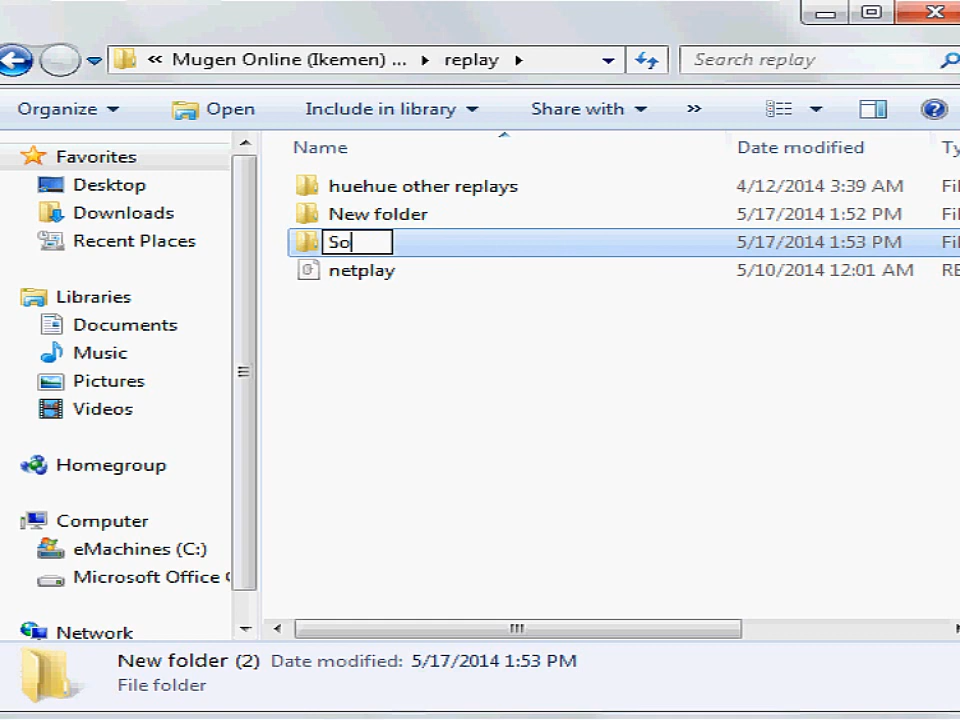 « Mugen Online (Ikemen) ... replay
Search replay
Organize Open Include in library Share with »
Name Date modified Ty
Favorites
Desktop
Downloads
Recent Places
Libraries
Documents
Music
Pictures
Videos
Homegroup
Computer
eMachines (C:)
Microsoft Office
Network
huehue other replays 4/12/2014 3:39 AM Fil
New folder 5/17/2014 1:52 PM Fil
So 5/17/2014 1:53 PM Fil
netplay 5/10/2014 12:01 AM RE
New folder (2) Date modified: 5/17/2014 1:53 PM
File folder